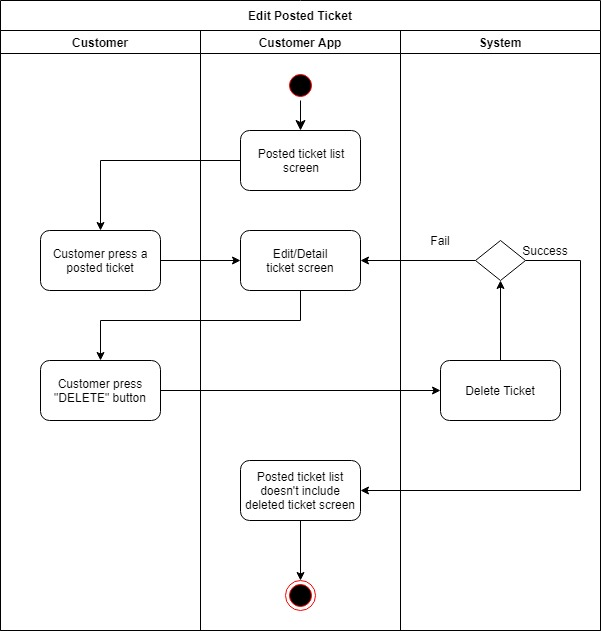 Edit Posted Ticket
Customer
Customer App
System
Posted ticket list
screen
Customer press a
posted ticket
Edit/Detail
ticket screen
Fail
Success
Customer press
"DELETE" button
Delete Ticket
Posted ticket list
doesn't include
deleted ticket screen